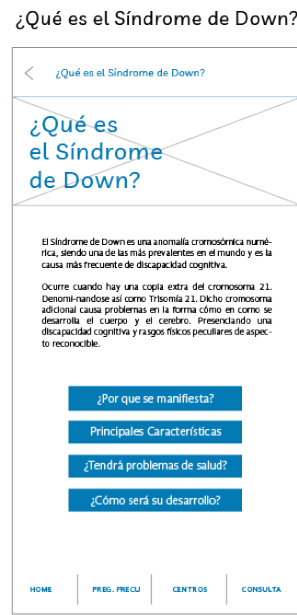 ¿Qué es el Síndrome de Down?
¿Qué es el Síndrome de Down?
¿Qué es
el Síndrome
de Down?
El Síndrome de Down es una anomalía cromosómica numé-
rica, siendo una de las más prevalentes en el mundo y es la
causa más frecuente de discapacidad cognitiva.
Ocurre cuando hay una copia extra del cromosoma 21.
Denomi-nandose así como Trisomía 21. Dicho cromosoma
adicional causa problemas en la forma cómo en como se
desarrolla el cuerpo y el cerebro. Presenciando una
discapacidad cognitiva y rasgos físicos peculiares de aspec-
to reconocible.
¿Por que se manifiesta?
Principales Características
¿Tendrá problemas de salud?
¿Cómo será su desarrollo?
HOME
PREG. FRECU
CENTROS
CONSULTA